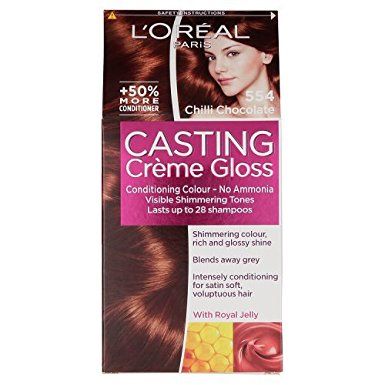 SAFETY INSTRUCTIONS
L'ORÉAL
PARIS
+50%
MORE
CONDITIONER
554
Chilli Chocolate
CASTING
Crème Gloss
Conditioning Colour – No Ammonia
Visible Shimmering Tones
Lasts up to 28 shampoos
Shimmering colour,
rich and glossy shine
Blends away grey
Intensely conditioning
for satin soft,
voluptuous hair
With Royal Jelly